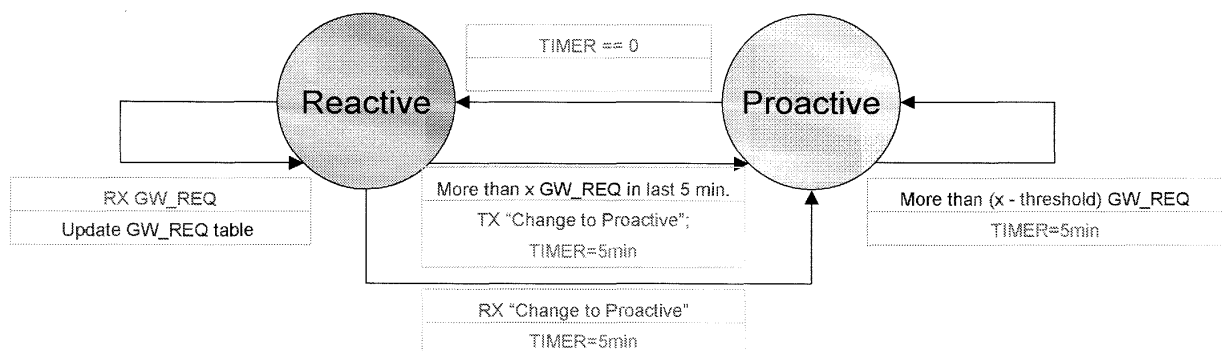 TIMER == 0
Reactive
Proactive
RX GW_REQ
Update GW_REQ table
More than x GW_REQ in last 5 min.
TX "Change to Proactive";
TIMER=5min
More than (x - threshold) GW_REQ
TIMER=5min
RX "Change to Proactive"
TIMER=5min